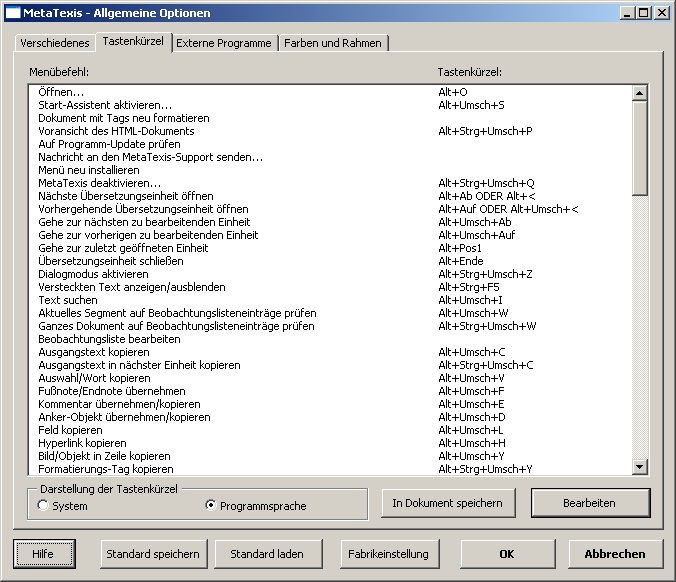 MetaTexis - Allgemeine Optionen
Verschiedenes Tastenkürzel Externe Programme Farben und Rahmen
Menübefehl: Tastenkürzel:
Öffnen... Alt+O
Start-Assistent aktivieren... Alt+Umsch+S
Dokument mit Tags neu formatieren
Voransicht des HTML-Dokuments Alt+Strg+Umsch+P
Auf Programm-Update prüfen
Nachricht an den MetaTexis-Support senden...
Menü neu installieren
MetaTexis deaktivieren... Alt+Strg+Umsch+Q
Nächste Übersetzungseinheit öffnen Alt+Ab ODER Alt+<
Vorhergehende Übersetzungseinheit öffnen Alt+Auf ODER Alt+Umsch+<
Gehe zur nächsten zu bearbeitenden Einheit Alt+Umsch+Ab
Gehe zur vorherigen zu bearbeitenden Einheit Alt+Umsch+Auf
Gehe zur zuletzt geöffneten Einheit Alt+Pos1
Übersetzungseinheit schließen Alt+Ende
Dialogmodus aktivieren Alt+Strg+Umsch+Z
Versteckten Text anzeigen/ausblenden Alt+Strg+F5
Text suchen Alt+Umsch+I
Aktuelles Segment auf Beobachtungslisteneinträge prüfen Alt+Umsch+W
Ganzes Dokument auf Beobachtungslisteneinträge prüfen Alt+Strg+Umsch+W
Beobachtungsliste bearbeiten
Ausgangstext kopieren Alt+Umsch+C
Ausgangstext in nächster Einheit kopieren Alt+Strg+Umsch+C
Auswahl/Wort kopieren Alt+Umsch+V
Fußnote/Endnote übernehmen Alt+Umsch+F
Kommentar übernehmen/kopieren Alt+Umsch+E
Anker-Objekt übernehmen/kopieren Alt+Umsch+D
Feld kopieren Alt+Umsch+L
Hyperlink kopieren Alt+Umsch+H
Bild/Objekt in Zeile kopieren Alt+Umsch+Y
Formatierungs-Tag kopieren Alt+Strg+Umsch+Y
Darstellung der Tastenkürzel
System Programmsprache In Dokument speichern Bearbeiten
Hilfe Standard speichern Standard laden Fabrikeinstellung OK Abbrechen